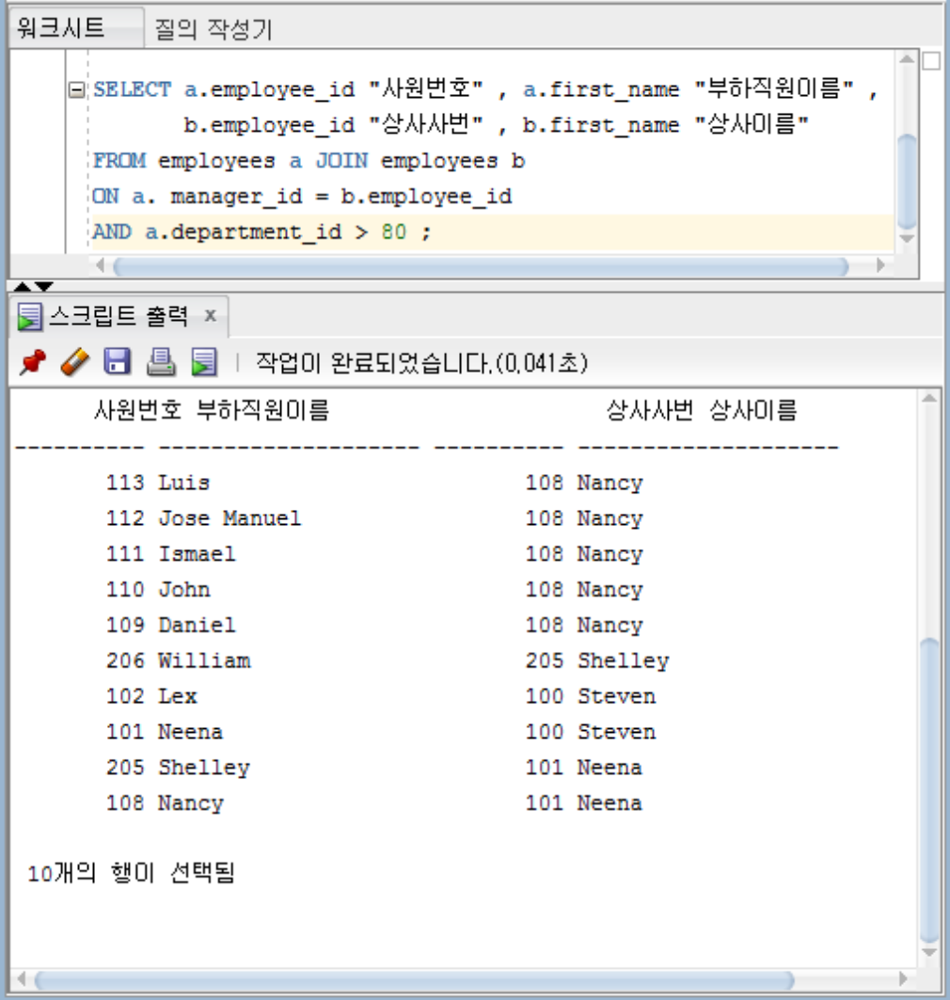 워크시트 질의 작성기
SELECT a.employee_id "사원번호" , a.first_name "부하직원이름" ,
b.employee_id "상사사번" , b.first_name "상사이름"
FROM employees a JOIN employees b
ON a. manager_id = b.employee_id
AND a.department_id > 80 ;
스크립트 출력 x
작업이 완료되었습니다.(0,041초)
사원번호 부하직원이름 상사사번 상사이름
---------- -------------------- ---------- --------------------
113 Luis 108 Nancy
112 Jose Manuel 108 Nancy
111 Ismael 108 Nancy
110 John 108 Nancy
109 Daniel 108 Nancy
206 William 205 Shelley
102 Lex 100 Steven
101 Neena 100 Steven
205 Shelley 101 Neena
108 Nancy 101 Neena
10개의 행이 선택됨